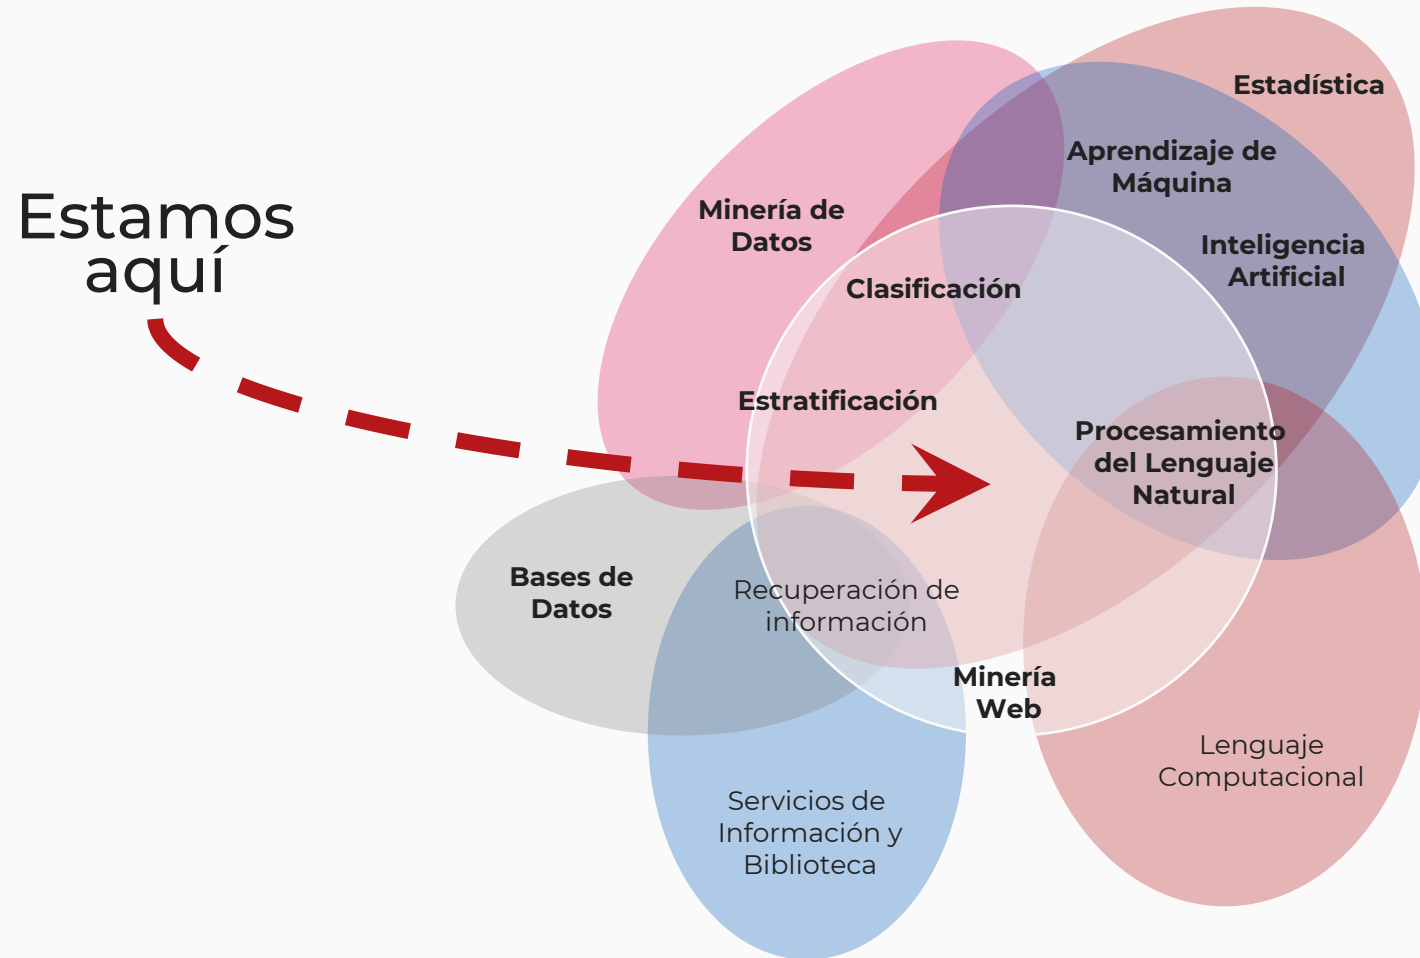 Estamos
aquí
Estadística
Aprendizaje de
Máquina
Minería de
Datos
Inteligencia
Artificial
Clasificación
Estratificación
Procesamiento
del Lenguaje
Natural
Bases de
Datos
Recuperación de
información
Minería
Web
Lenguaje
Computacional
Servicios de
Información y
Biblioteca